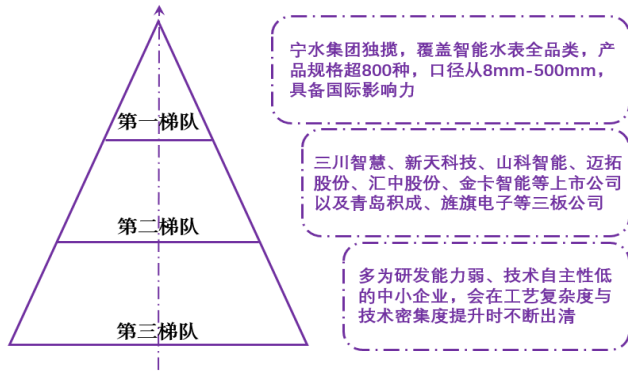 宁水集团独揽，覆盖智能水表全品类，产
品规格超800种，口径从8mm-500mm，
具备国际影响力
第一梯队
三川智慧、新天科技、山科智能、迈拓
股份、汇中股份、金卡智能等上市公司
以及青岛积成、旌旗电子等三板公司
第二梯队
多为研发能力弱、技术自主性低
的中小企业，会在工艺复杂度与
技术密集度提升时不断出清
第三梯队